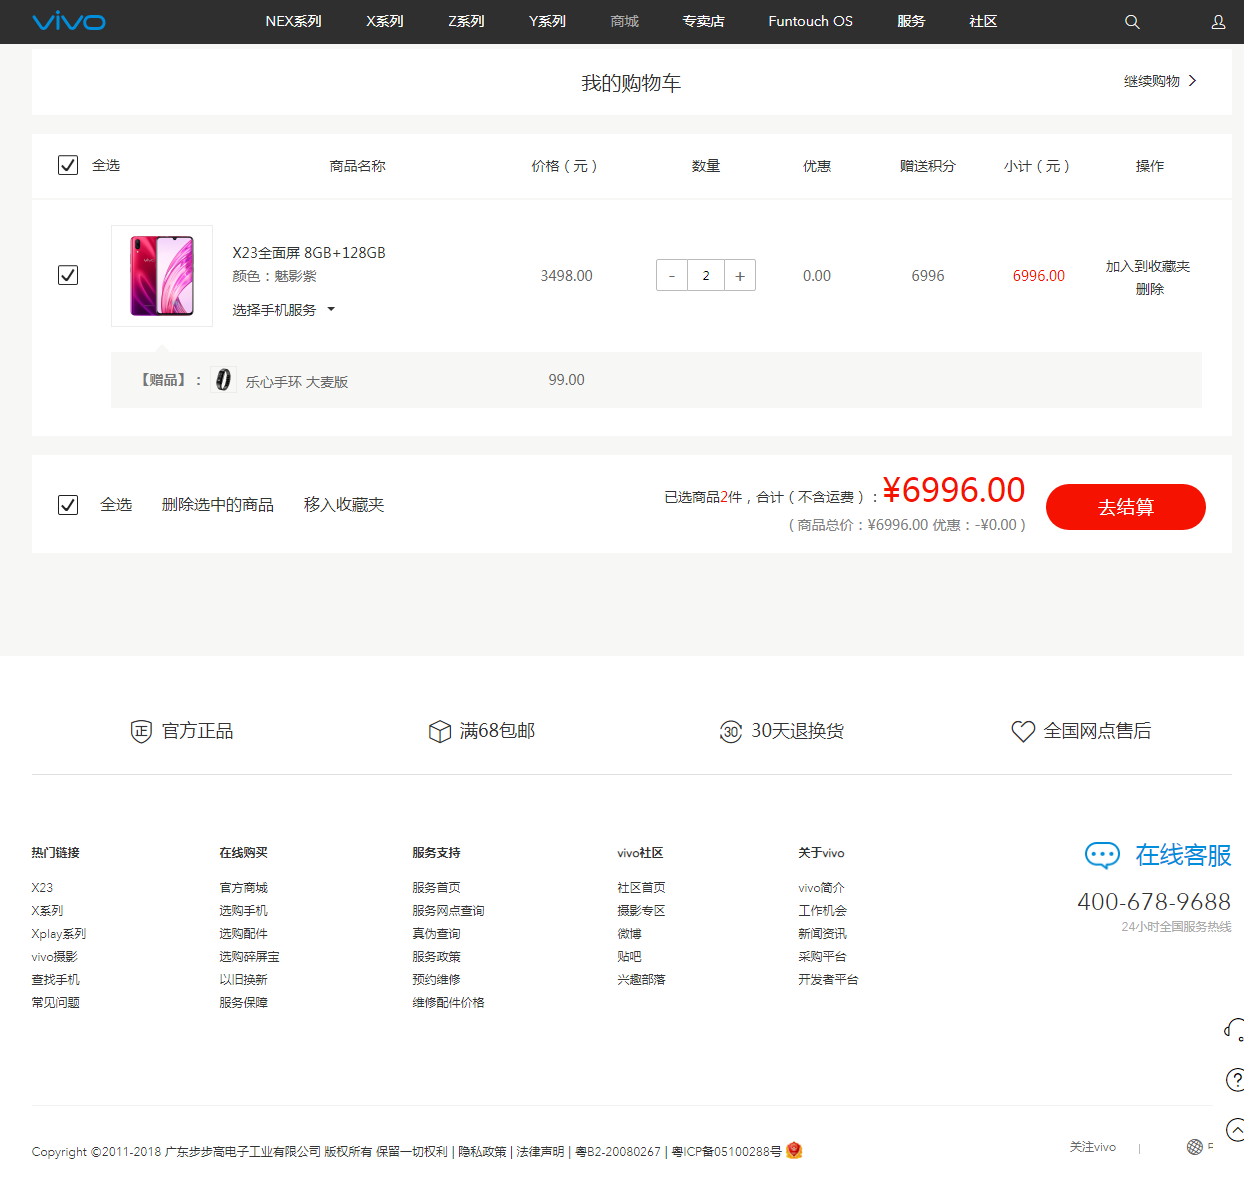 vivo NEX系列 X系列 Z系列 Y系列 商城 专卖店 Funtouch OS 服务 社区
我的购物车 继续购物
全选 商品名称 价格（元） 数量 优惠 赠送积分 小计（元） 操作
X23全面屏 8GB+128GB
颜色：魅影紫
选择手机服务
3498.00 - 2 + 0.00 6996 6996.00
加入到收藏夹
删除
【赠品】： 乐心手环 大麦版 99.00
全选 删除选中的商品 移入收藏夹
已选商品2件，合计（不含运费）：¥6996.00
（商品总价：¥6996.00 优惠：-¥0.00）
去结算
正 官方正品 满68包邮 30 30天退换货 全国网点售后
热门链接
X23
X系列
Xplay系列
vivo摄影
查找手机
常见问题
在线购买
官方商城
选购手机
选购配件
选购碎屏宝
以旧换新
服务保障
服务支持
服务首页
服务网点查询
真伪查询
服务政策
预约维修
维修配件价格
vivo社区
社区首页
摄影专区
微博
贴吧
兴趣部落
关于vivo
vivo简介
工作机会
新闻资讯
采购平台
开发者平台
在线客服
400-678-9688
24小时全国服务热线
?
Copyright ©2011-2018 广东步步高电子工业有限公司 版权所有 保留一切权利 | 隐私政策 | 法律声明 | 粤B2-20080267 | 粤ICP备05100288号
关注vivo |